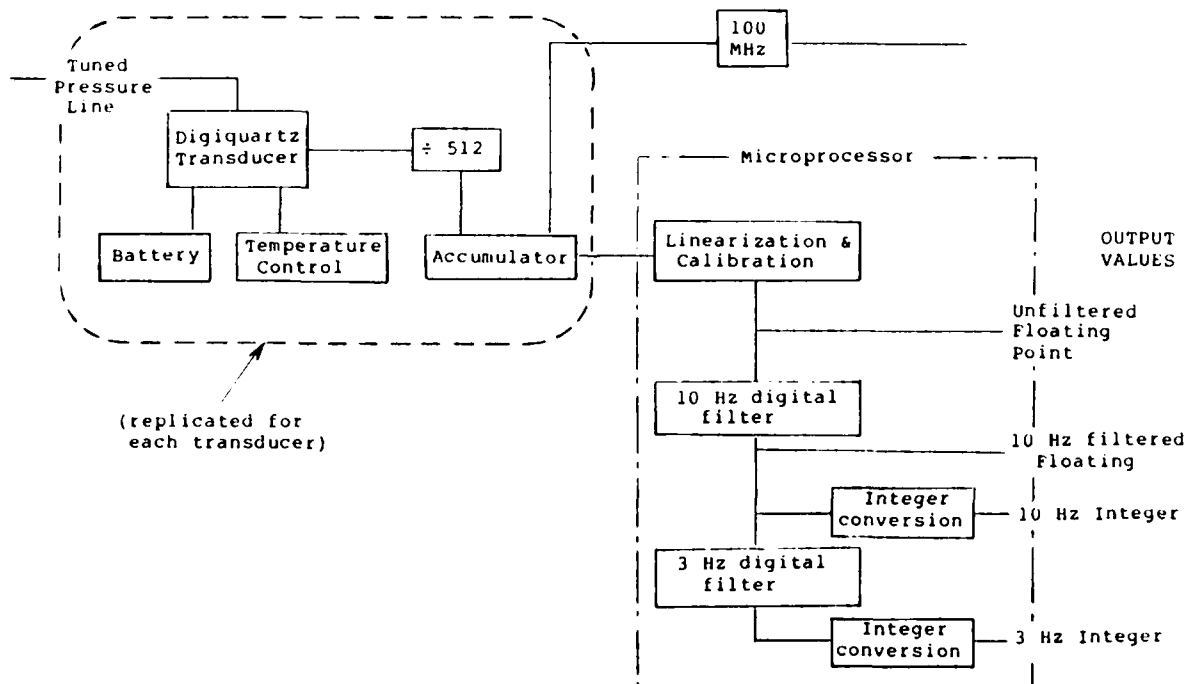 100
MHz
Tuned
Pressure
Line
Digiquartz
Transducer
÷ 512
Battery
Temperature
Control
Accumulator
(replicated for
each transducer)
Microprocessor
Linearization &
Calibration
OUTPUT
VALUES
Unfiltered
Floating
Point
10 Hz digital
filter
10 Hz filtered
Floating
Integer
conversion
10 Hz Integer
3 Hz digital
filter
Integer
conversion
3 Hz Integer